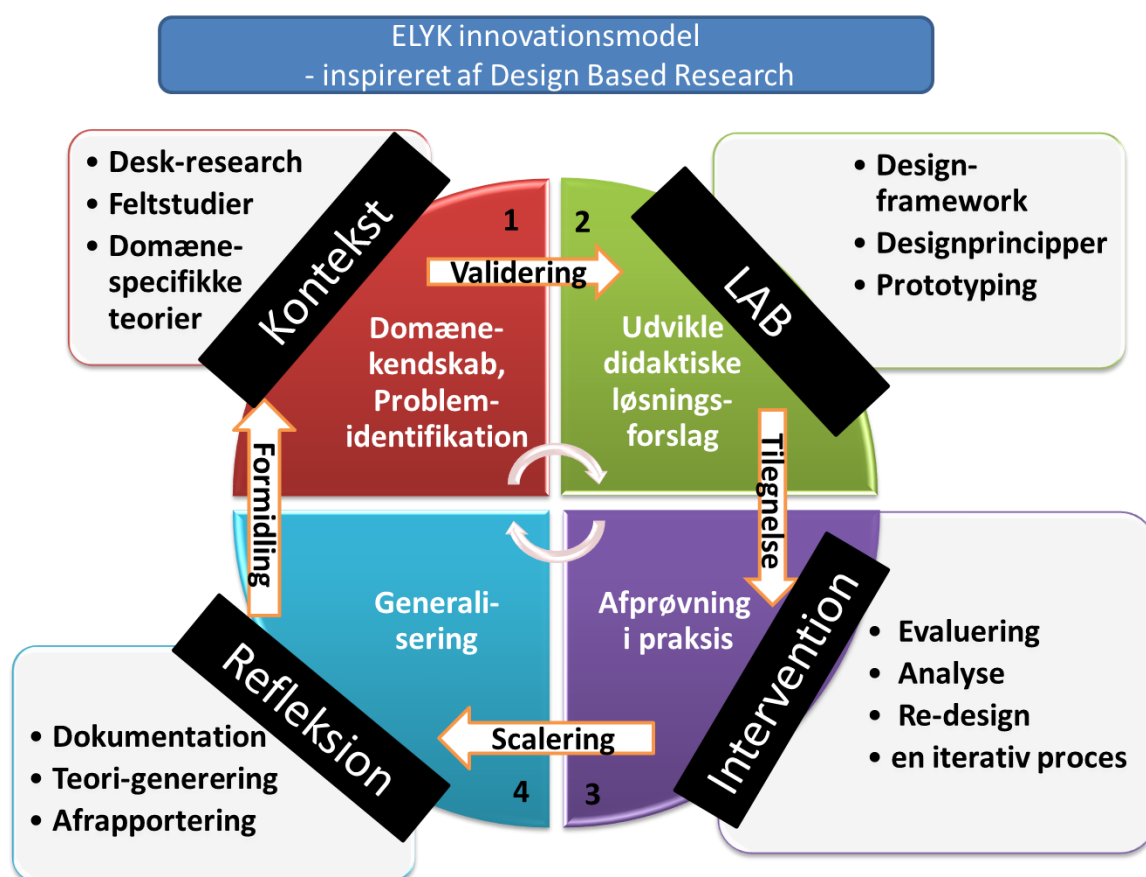 ELYK innovationsmodel
- inspireret af Design Based Research
• Desk-research
• Feltstudier
• Domæne-
specifikke
teorier
Kontekst
1
Domæne-
kendskab,
Problem-
identifikation
Validering
2
Udvikle
didaktiske
løsnings-
forslag
LAB
• Design-
framework
• Designprincipper
• Prototyping
Tilegnelse
Afprøvning
i praksis
3
Intervention
• Evaluering
• Analyse
• Re-design
• en iterativ proces
Scalering
Generali-
sering
4
Refleksion
• Dokumentation
• Teori-generering
• Afrapportering
Formidling